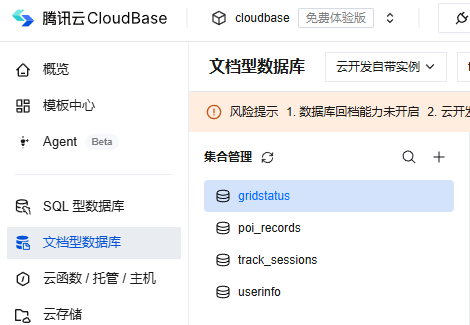 腾讯云 CloudBase
cloudbase 免费体验版
概览
模板中心
Agent Beta
SQL 型数据库
文档型数据库
云函数 / 托管 / 主机
云存储
文档型数据库 云开发自带实例
风险提示 1. 数据库回档能力未开启 2. 云开发
集合管理
gridstatus
poi_records
track_sessions
userinfo